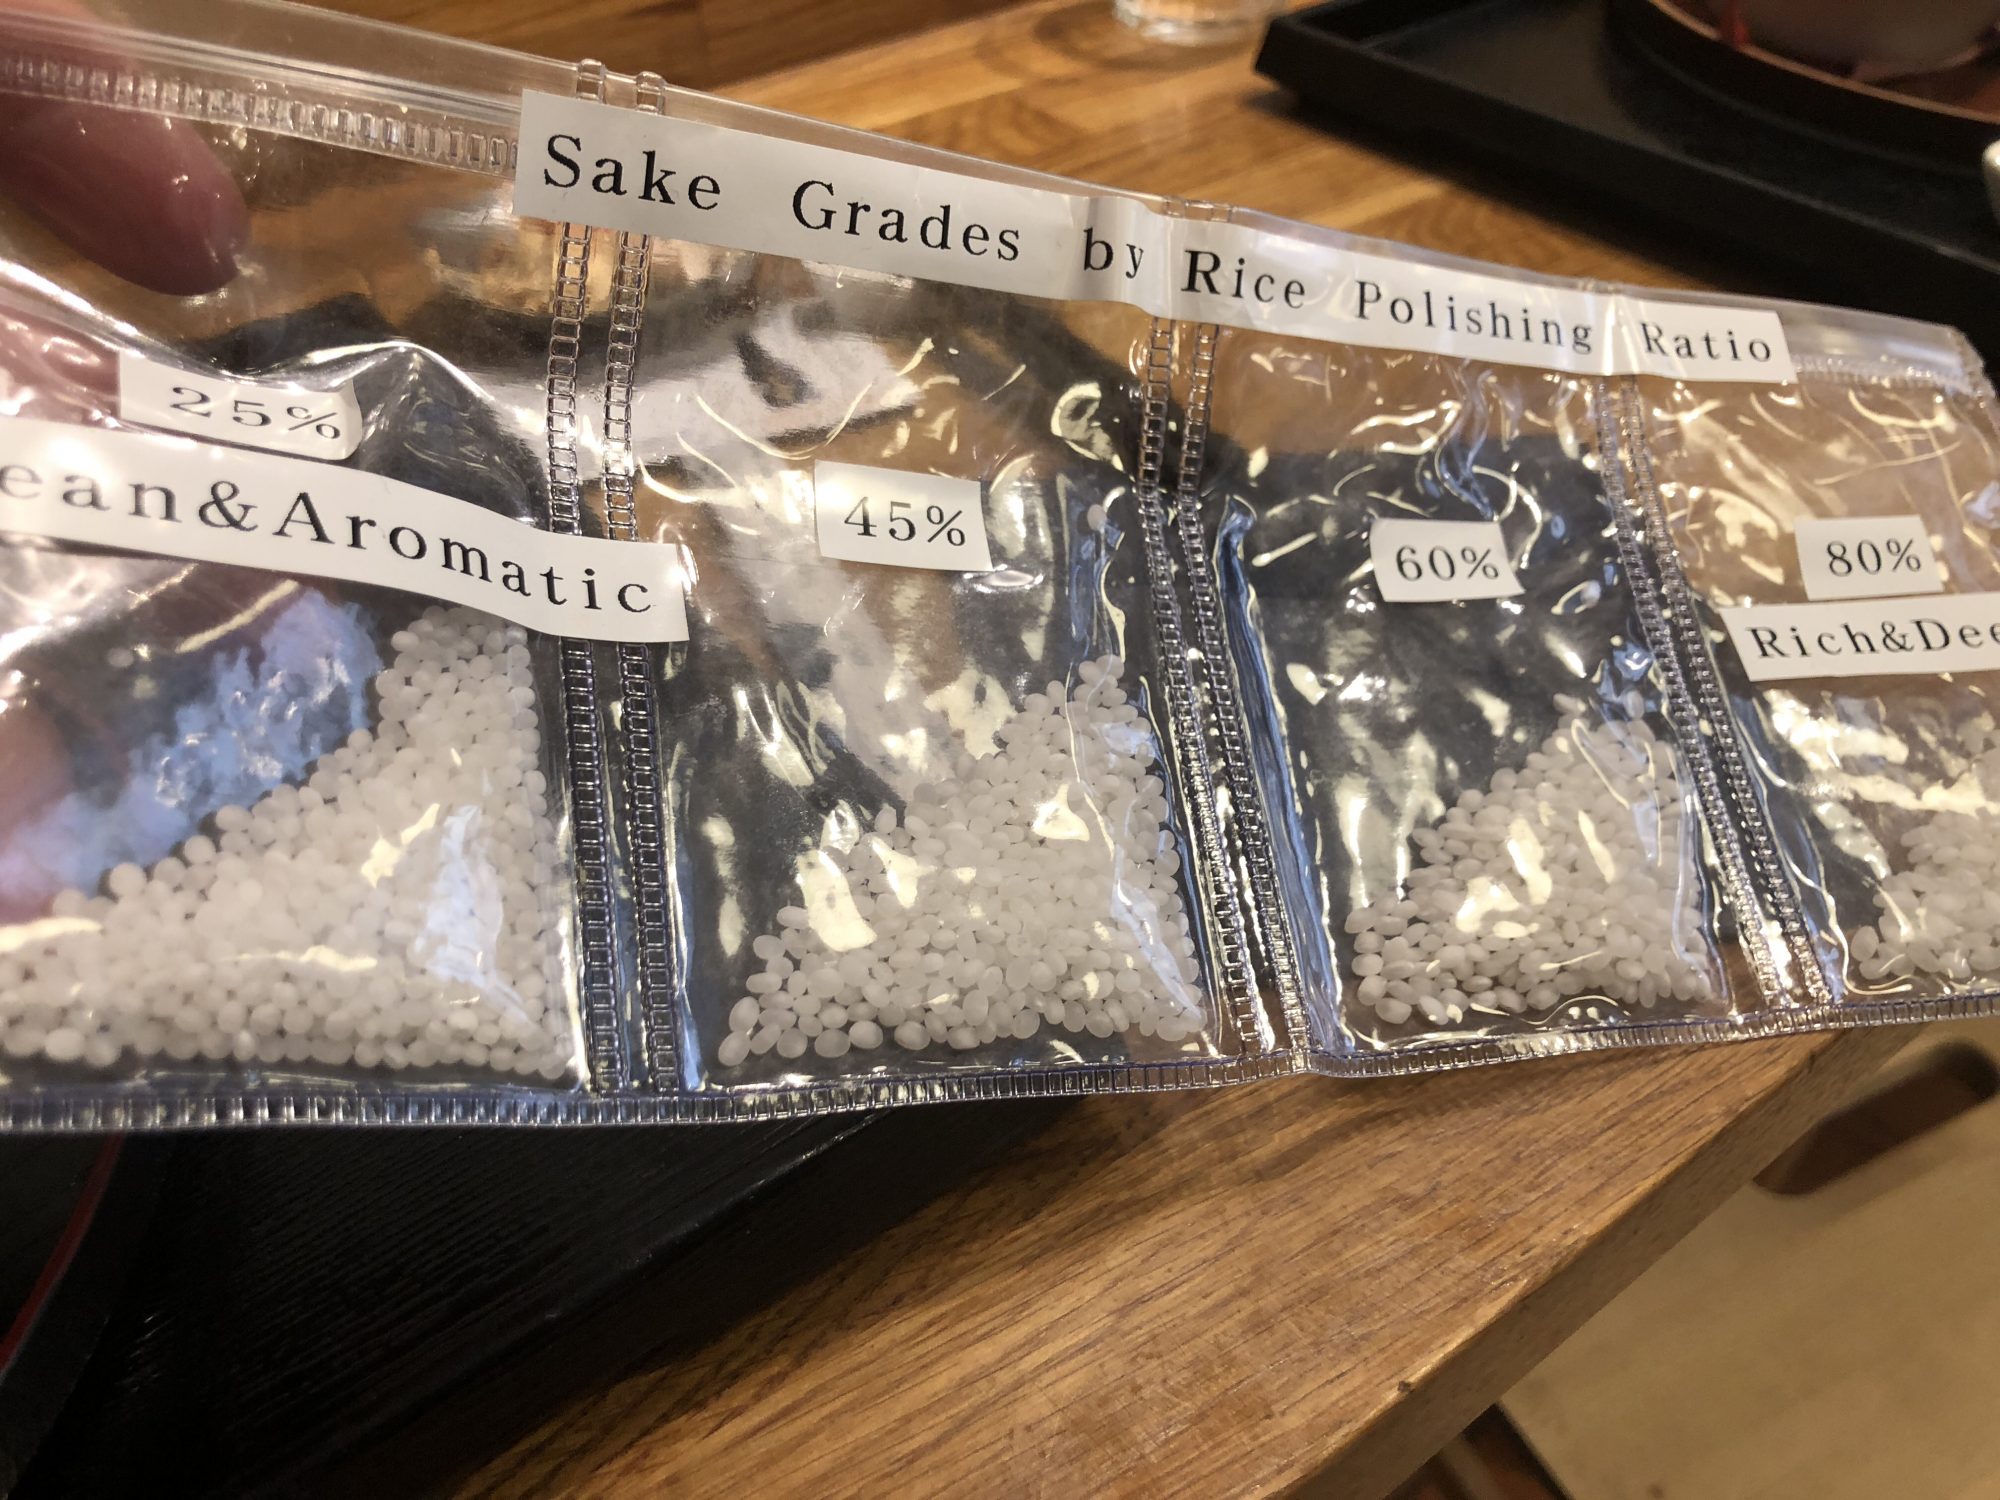 Sake Grades by Rice Polishing Ratio
25%
ean&Aromatic
45%
60%
80%
Rich&Dee